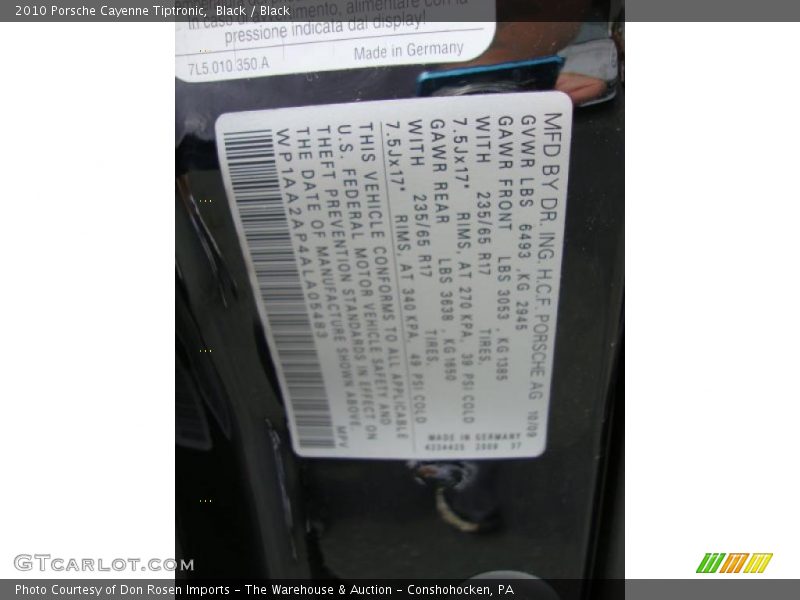 2010 Porsche Cayenne Tiptronic, Black / Black
pressione indicata dal display!
7L5.010.350.A Made in Germany
MFD BY DR. ING. H.C.F. PORSCHE AG 10/09
GVWR LBS 6493 , KG 2945
GAWR FRONT LBS 3053 , KG 1385
WITH 235/65 R17 TIRES,
7.5Jx17" RIMS, AT 270 KPA, 39 PSI COLD
GAWR REAR LBS 3638 , KG 1650
WITH 235/65 R17 TIRES,
7.5Jx17" RIMS, AT 340 KPA, 49 PSI COLD
THIS VEHICLE CONFORMS TO ALL APPLICABLE
U.S. FEDERAL MOTOR VEHICLE SAFETY AND
THEFT PREVENTION STANDARDS IN EFFECT ON
THE DATE OF MANUFACTURE SHOWN ABOVE.
WP1AA2AP4ALA05483 MPV
MADE IN GERMANY
GTCARLOT.COM
Photo Courtesy of Don Rosen Imports - The Warehouse & Auction - Conshohocken, PA